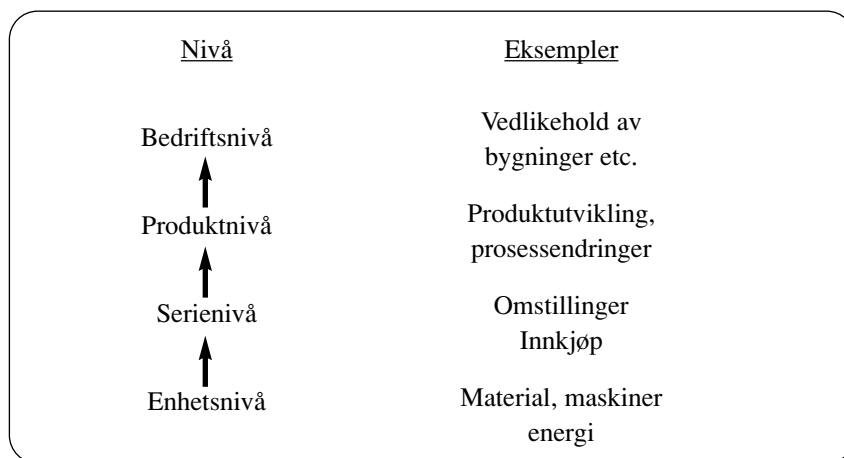 Nivå
Eksempler
Bedriftsnivå
Vedlikehold av
bygninger etc.
Produktnivå
Produktutvikling,
prosessendringer
Serienivå
Omstillinger
Innkjøp
Enhetsnivå
Material, maskiner
energi